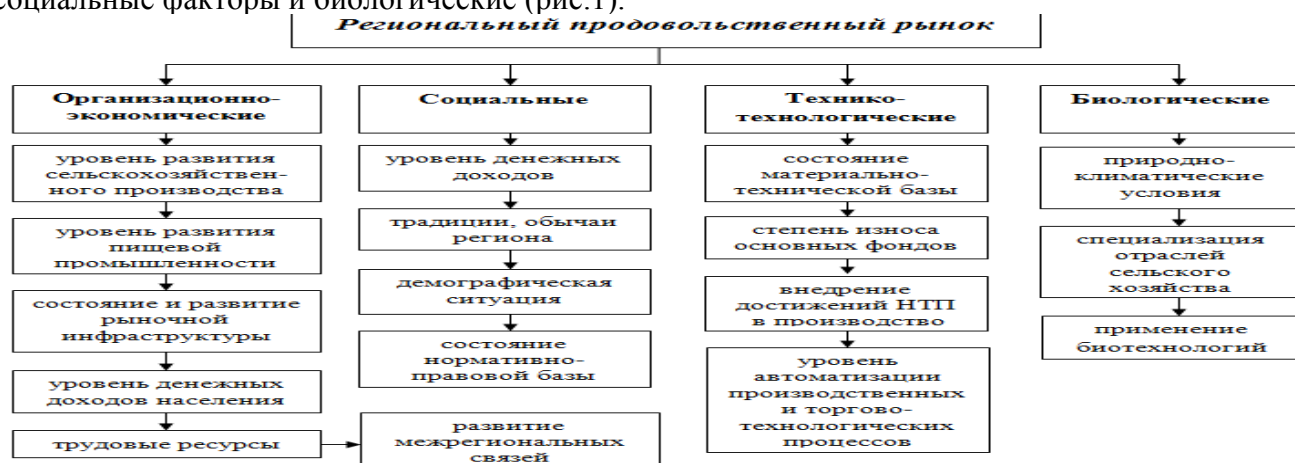 социальные факторы и биологические (рис.1).
Региональный продовольственный рынок
Организационно-
экономические
уровень развития
сельскохозяйствен-
ного производства
уровень развития
пищевой
промышленности
состояние и развитие
рыночной
инфраструктуры
уровень денежных
доходов населения
трудовые ресурсы
развитие
межрегиональных
связей
Социальные
уровень денежных
доходов
традиции, обычаи
региона
демографическая
ситуация
состояние
нормативно-
правовой базы
Технико-
технологические
состояние
материально-
технической базы
степень износа
основных фондов
внедрение
достижений НТП
в производство
уровень
автоматизации
производственных
и торгово-
технологических
процессов
Биологические
природно-
климатические
условия
специализация
отраслей
сельского
хозяйства
применение
биотехнологий